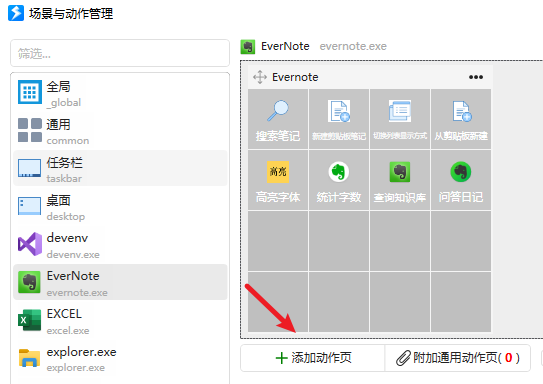 场景与动作管理
筛选...
全局
_global
通用
common
任务栏
taskbar
桌面
desktop
devenv
devenv.exe
EverNote
evernote.exe
EXCEL
excel.exe
explorer.exe
explorer.exe
EverNote evernote.exe
Evernote
搜索笔记 新建剪贴板笔记 切换列表显示方式 从剪贴板新建
高亮
高亮字体 统计字数 查询知识库 问答日记
添加动作页 附加通用动作页( 0 )